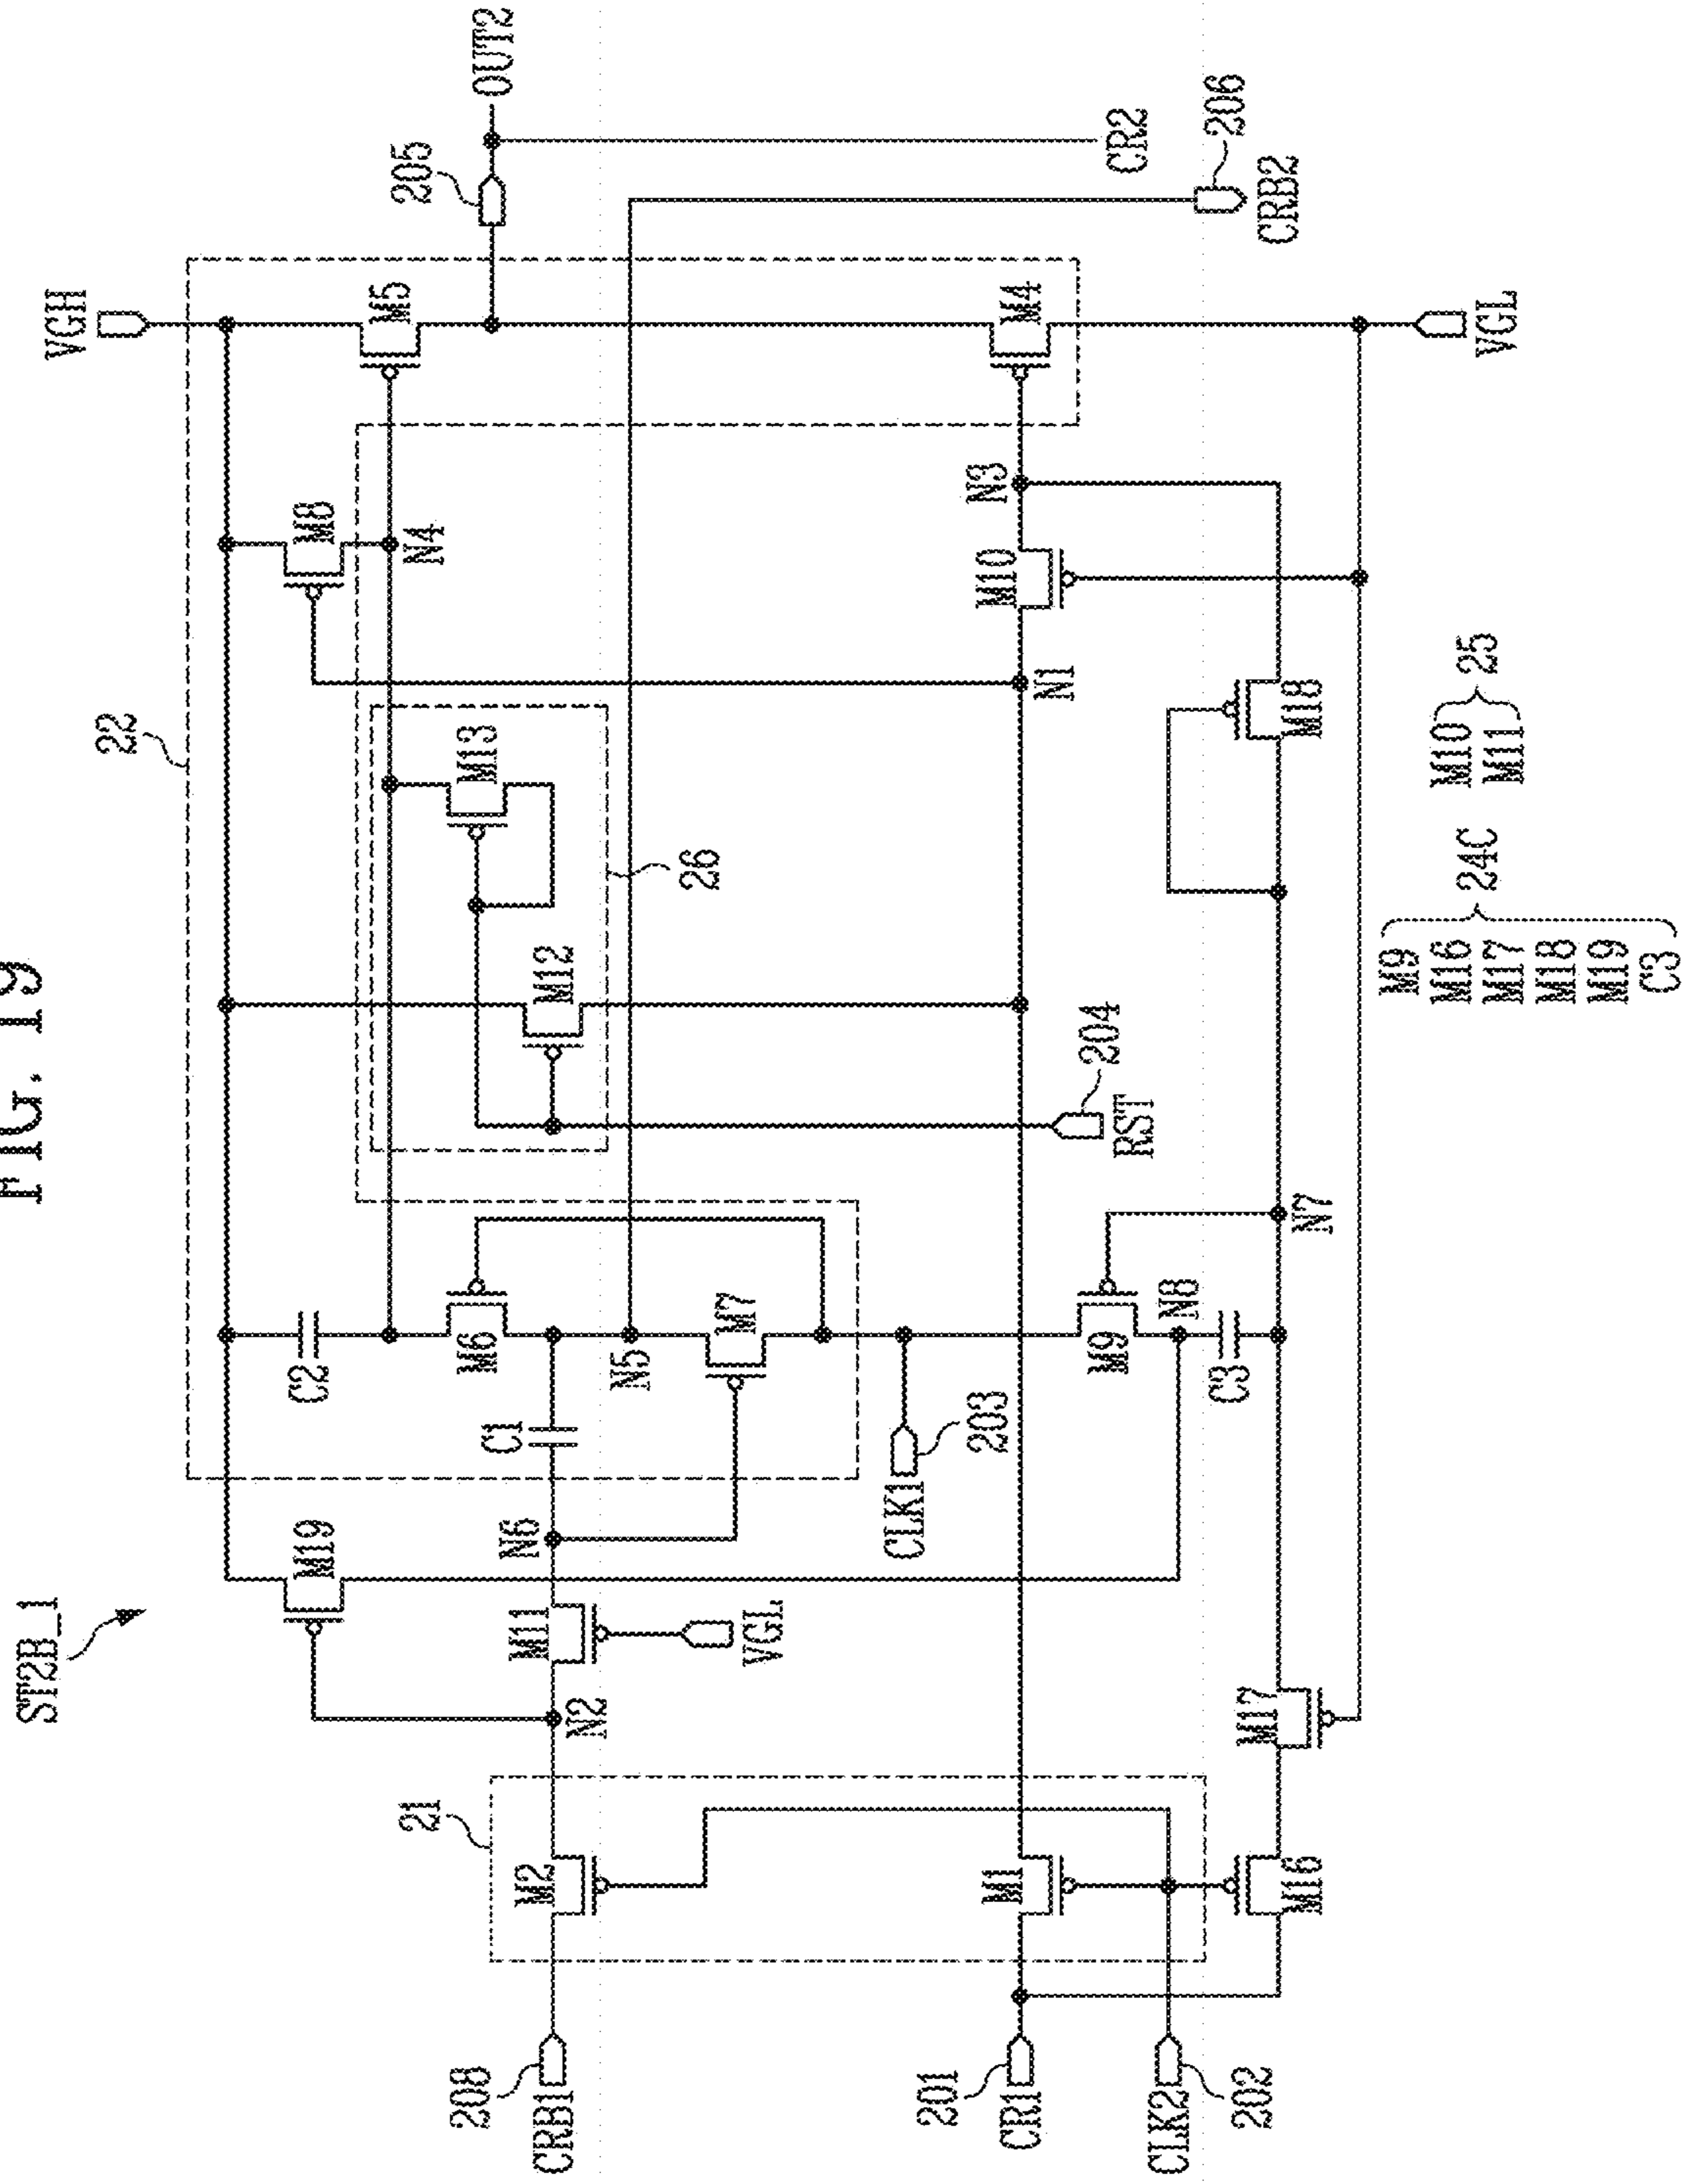 FIG. 19
ST2B_1
22
VGH
M19
C2
M8
M5
205
OUT2
N4
21
M2
N2
M11
N6
C1
M6
M12
M13
208
CRB1
N5
26
VGL
M7
CLK1
203
204
RST
201
CR1
M1
N1
M10
N3
M4
CR2
206
CRB2
M9
N8
C3
CLK2
202
M16
M17
N7
M18
VGL
M9
M16
M17
M18
M19
C3
24C
M10
M11
25